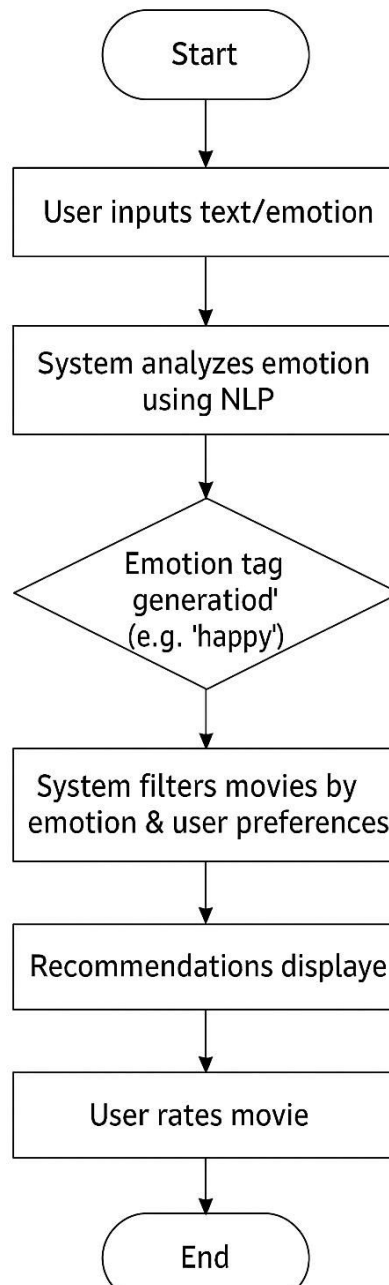 Start
User inputs text/emotion
System analyzes emotion
using NLP
Emotion tag
generatiod'
(e.g. 'happy')
System filters movies by
emotion & user preferences
Recommendations displaye
User rates movie
End